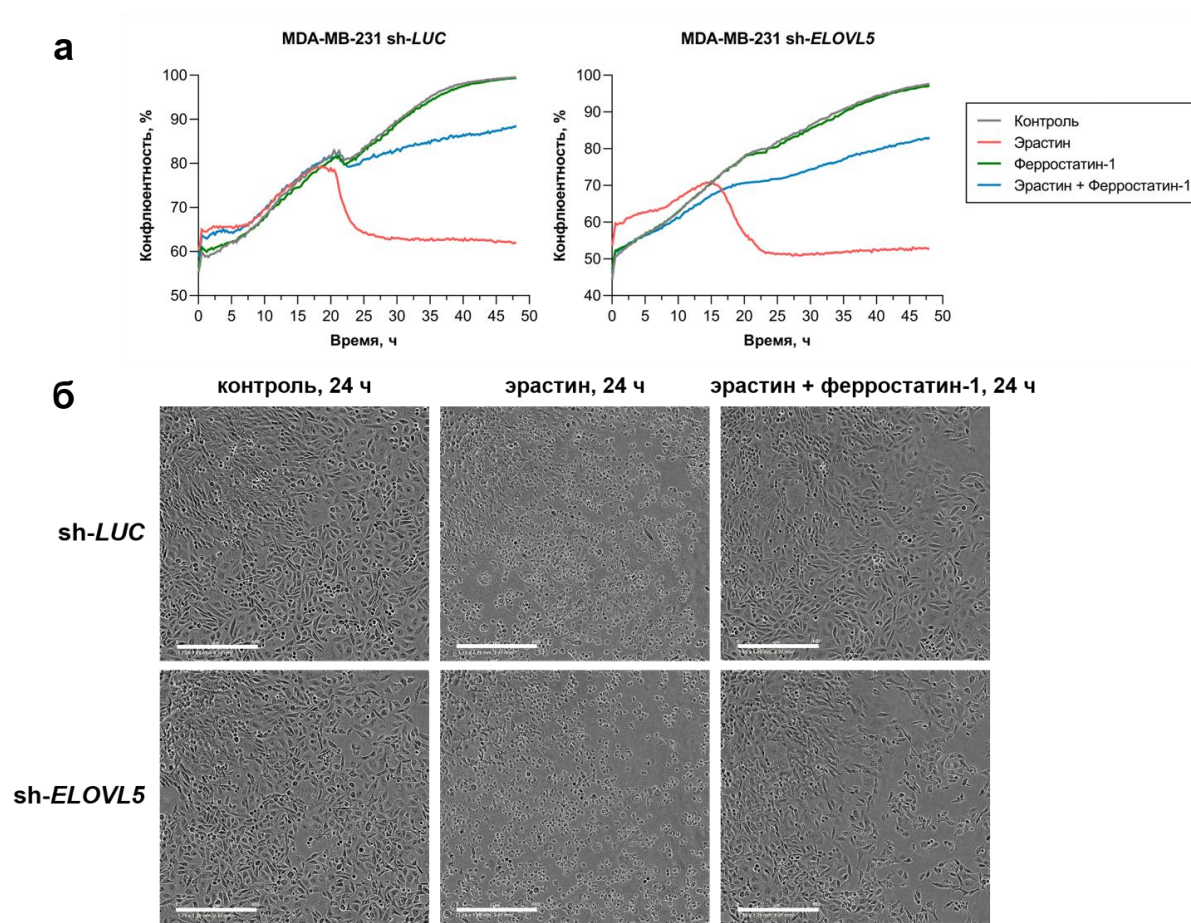 а
MDA-MB-231 sh-LUC
MDA-MB-231 sh-ELOVL5
Конфлюентность, %
100
90
80
70
60
50
0 5 10 15 20 25 30 35 40 45 50
Время, ч
Конфлюентность, %
100
90
80
70
60
50
40
0 5 10 15 20 25 30 35 40 45 50
Время, ч
Контроль
Эрастин
Ферростатин-1
Эрастин + Ферростатин-1
б
контроль, 24 ч
эрастин, 24 ч
эрастин + ферростатин-1, 24 ч
sh-LUC
sh-ELOVL5